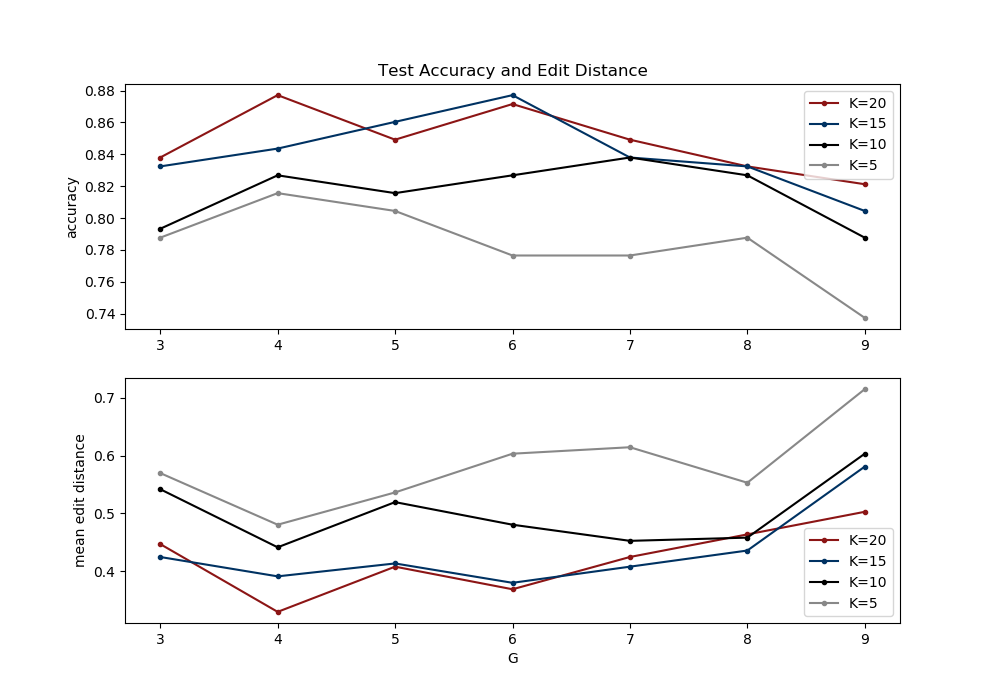 Test Accuracy and Edit Distance
accuracy
0.88
0.86
0.84
0.82
0.80
0.78
0.76
0.74
K=20
K=15
K=10
K=5
3 4 5 6 7 8 9
mean edit distance
0.7
0.6
0.5
0.4
K=20
K=15
K=10
K=5
3 4 5 6 7 8 9
G